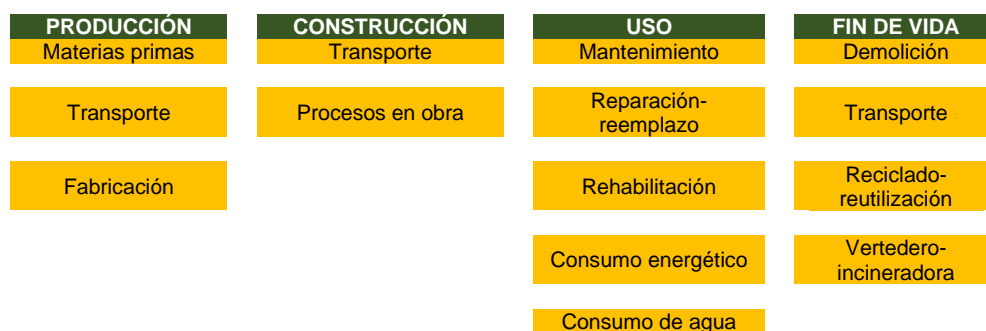 PRODUCCIÓN
Materias primas
Transporte
Fabricación
CONSTRUCCIÓN
Transporte
Procesos en obra
USO
Mantenimiento
Reparación-
reemplazo
Rehabilitación
Consumo energético
Consumo de agua
FIN DE VIDA
Demolición
Transporte
Reciclado-
reutilización
Vertedero-
incineradora